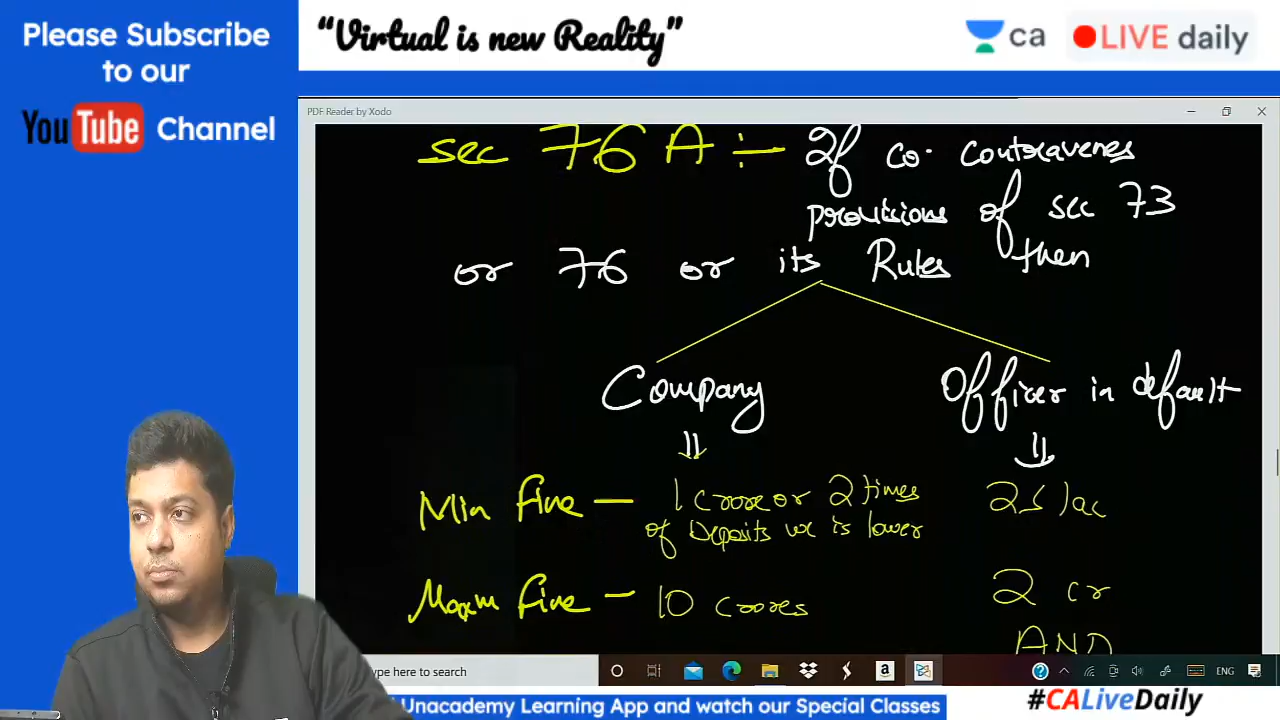 Please Subscribe
to our
YouTube Channel
“Virtual is new Reality”
ca
LIVE daily
PDF Reader by Xodo
sec 76 A :- If co. contravenes
provisions of sec 73
or 76 or its Rules then
Company
Officer in default
Min fine — 1 crore or 2 times
of Deposits wc is lower
25 lac
Maxm fine — 10 crores
2 cr
AND
ype here to search
ENG
Unacademy Learning App and watch our Special Classes
#CALiveDaily